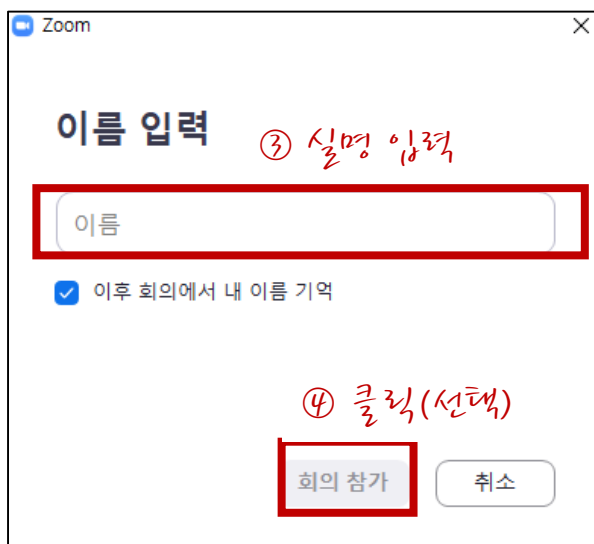 Zoom
이름 입력
③ 실명 입력
이름
이후 회의에서 내 이름 기억
④ 클릭(선택)
회의 참가 취소